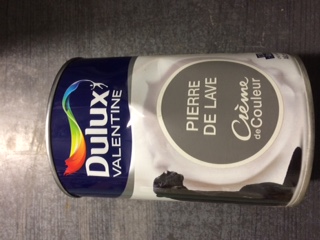 Dulux
VALENTINE
PIERRE
DE LAVE
Crème
de Couleur